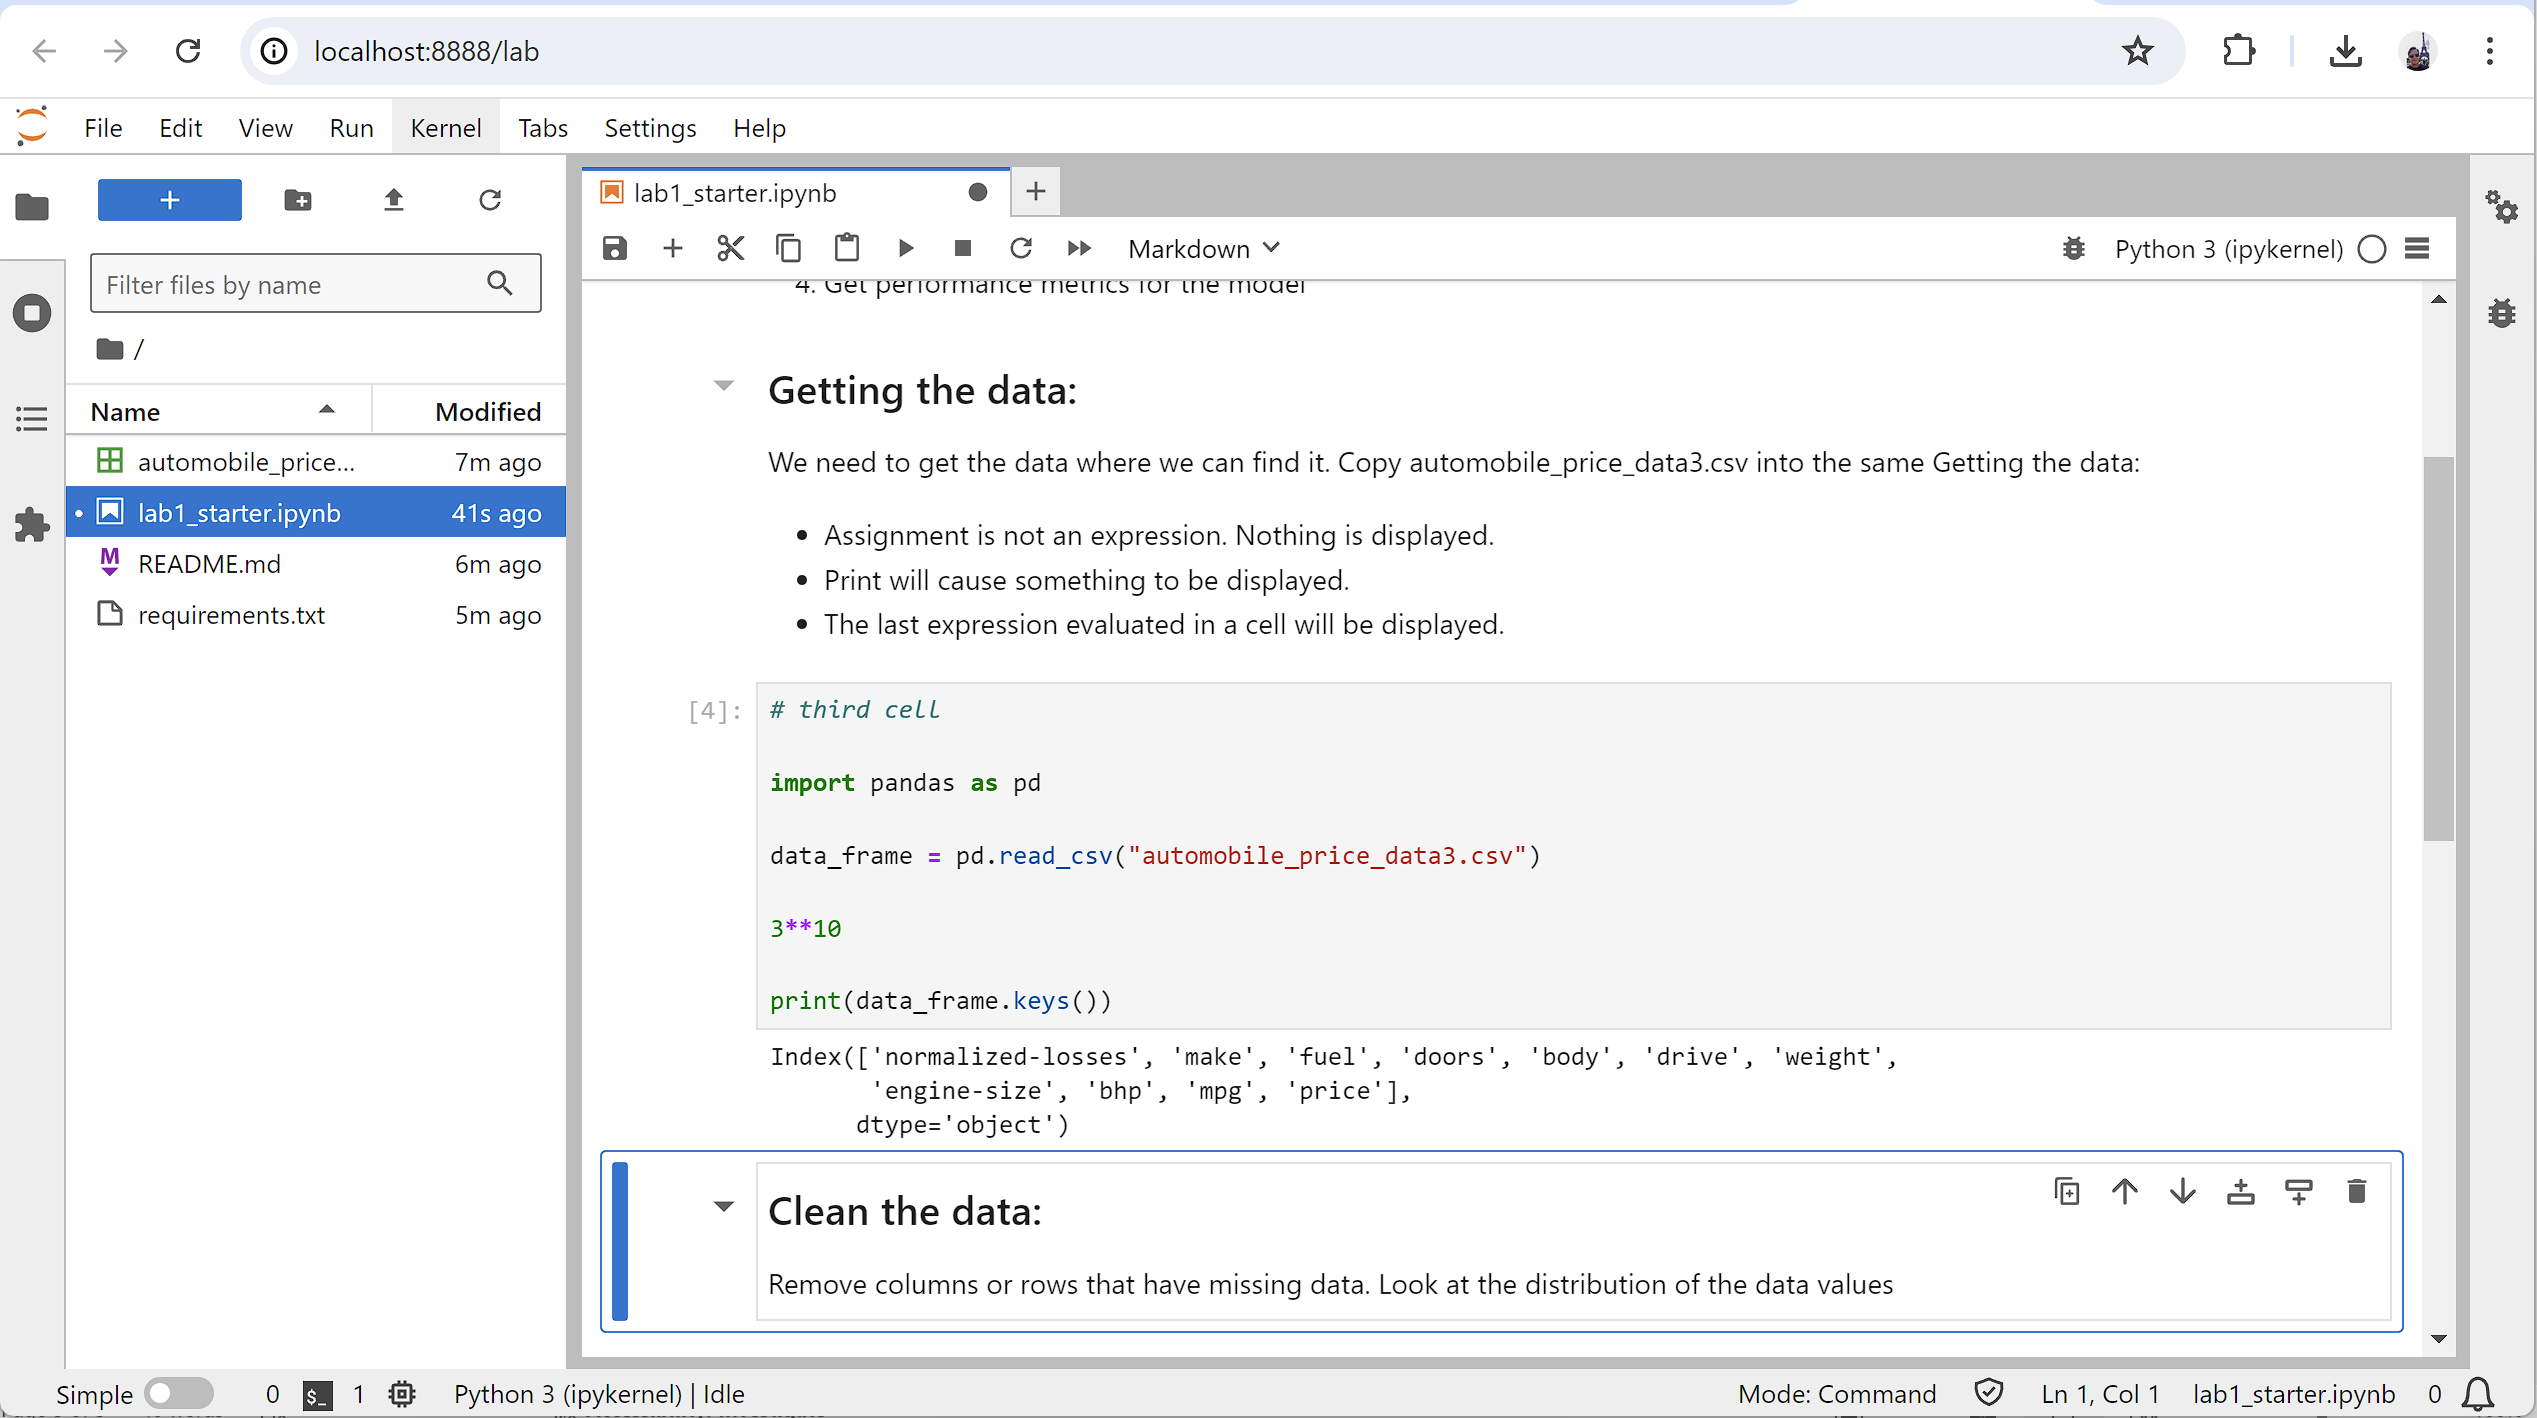 localhost:8888/lab
File Edit View Run Kernel Tabs Settings Help
+
Filter files by name
/
Name Modified
automobile_price... 7m ago
lab1_starter.ipynb 41s ago
README.md 6m ago
requirements.txt 5m ago
lab1_starter.ipynb
Markdown Python 3 (ipykernel)
4. Get performance metrics for the model
Getting the data:
We need to get the data where we can find it. Copy automobile_price_data3.csv into the same Getting the data:
• Assignment is not an expression. Nothing is displayed.
• Print will cause something to be displayed.
• The last expression evaluated in a cell will be displayed.
[4]: # third cell
import pandas as pd
data_frame = pd.read_csv("automobile_price_data3.csv")
3**10
print(data_frame.keys())
Index(['normalized-losses', 'make', 'fuel', 'doors', 'body', 'drive', 'weight',
'engine-size', 'bhp', 'mpg', 'price'],
dtype='object')
Clean the data:
Remove columns or rows that have missing data. Look at the distribution of the data values
Simple 0 $_ 1 Python 3 (ipykernel) | Idle Mode: Command Ln 1, Col 1 lab1_starter.ipynb 0